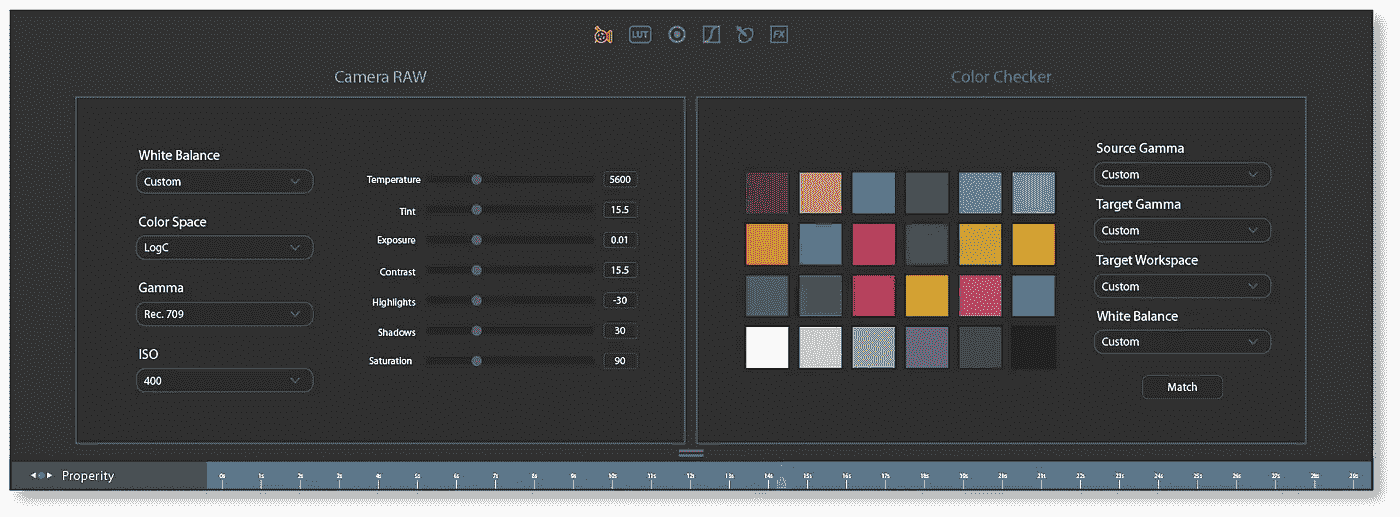 LUT
FX
Camera RAW
Color Checker
White Balance
Custom
Color Space
LogC
Gamma
Rec. 709
ISO
400
Temperature 5600
Tint 15.5
Exposure 0.01
Contrast 15.5
Highlights -30
Shadows 30
Saturation 90
Source Gamma
Custom
Target Gamma
Custom
Target Workspace
Custom
White Balance
Custom
Match
Properity
0s 1s 2s 3s 4s 5s 6s 7s 8s 9s 10s 11s 12s 13s 14s 15s 16s 17s 18s 19s 20s 21s 22s 23s 24s 25s 26s 27s 28s 29s